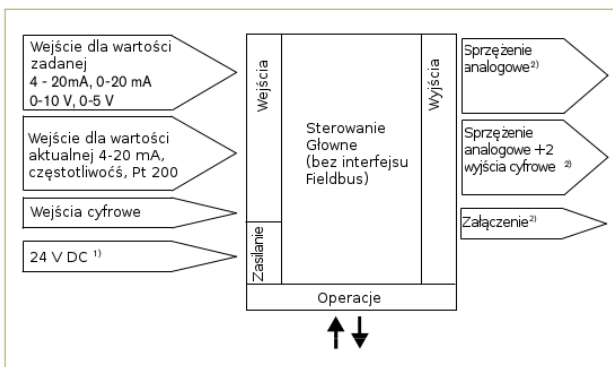 Wejście dla wartości
zadanej
4 - 20mA, 0-20 mA
0-10 V, 0-5 V
Wejście dla wartości
aktualnej 4-20 mA,
częstotliwoćś, Pt 200
Wejścia cyfrowe
24 V DC ¹⁾
Wejścia
Zasilanie
Sterowanie
Głowne
(bez interfejsu
Fieldbus)
Wyjścia
Operacje
Sprzężenie
analogowe²⁾
Sprzężenie
analogowe +2
wyjścia cyfrowe ²⁾
Załączenie²⁾